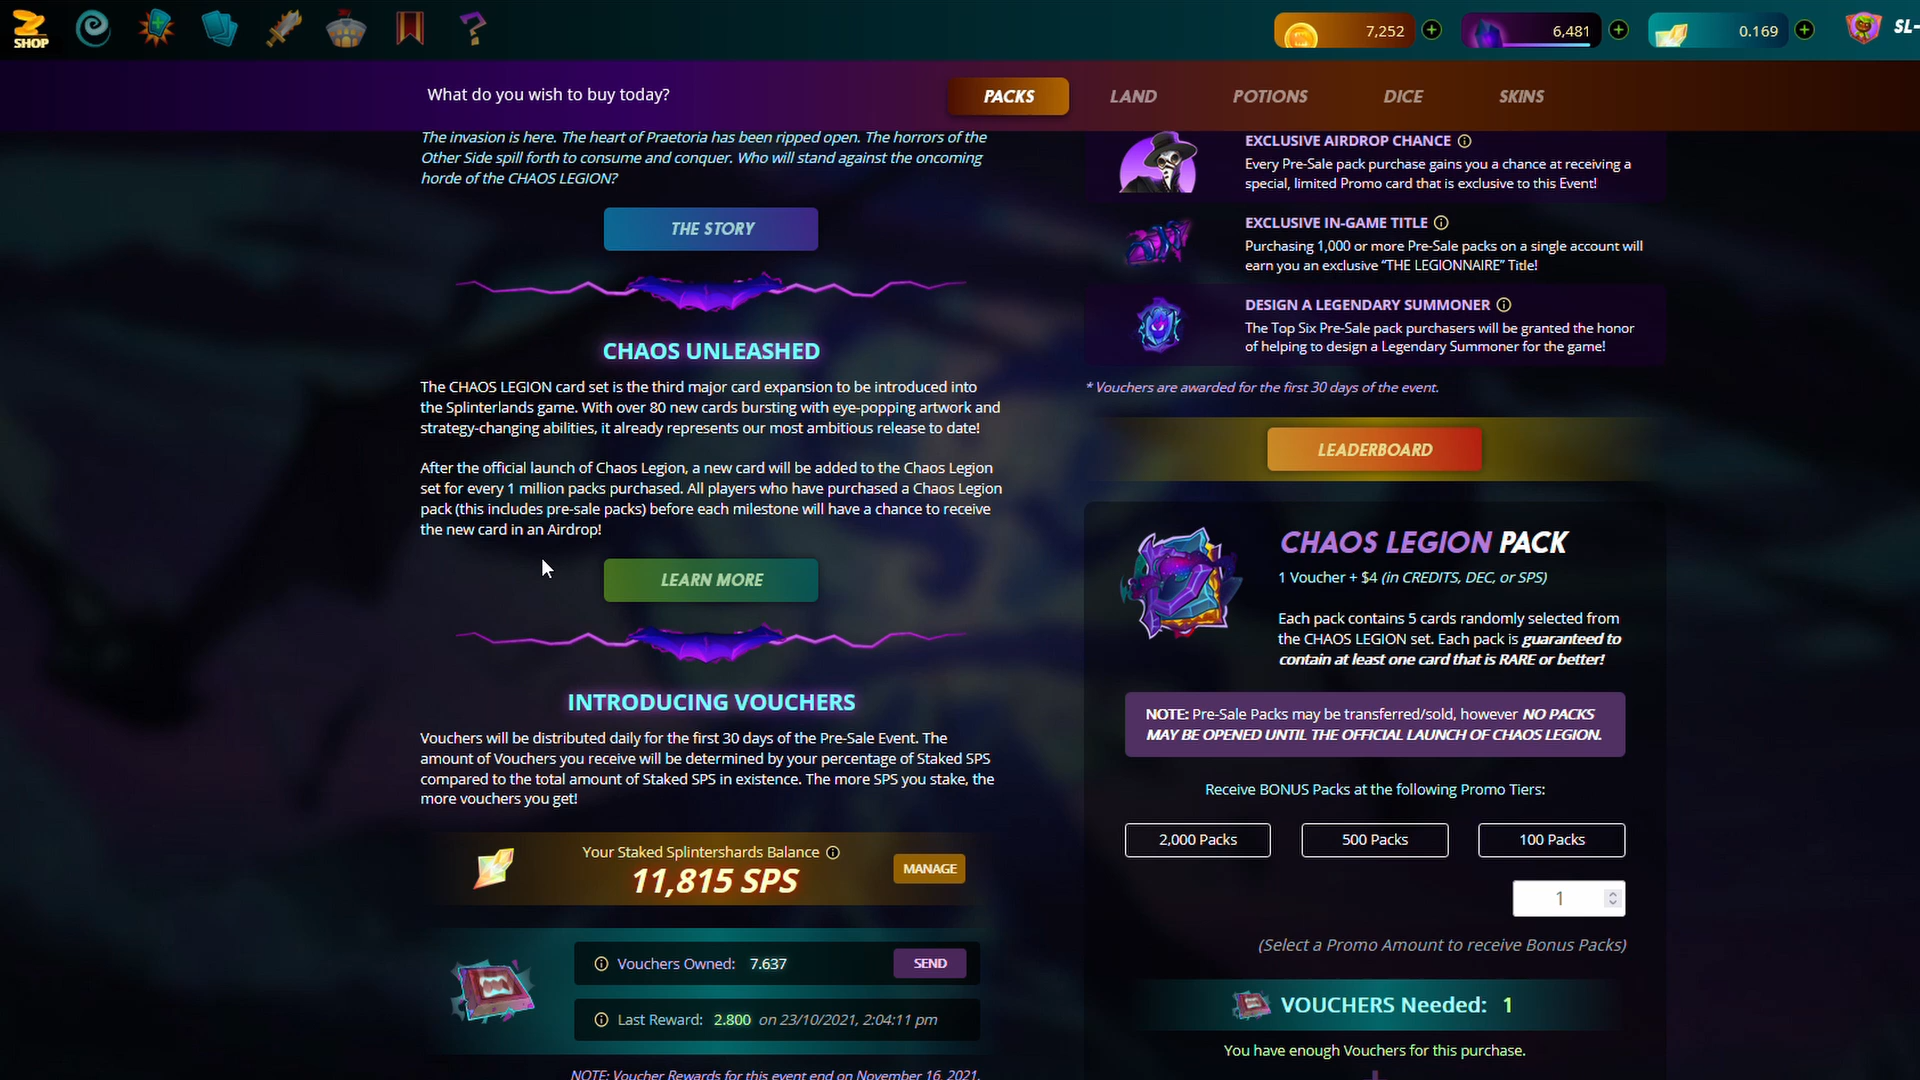 SHOP
7,252
6,481
0.169
SL-
What do you wish to buy today?
PACKS
LAND
POTIONS
DICE
SKINS
The invasion is here. The heart of Praetoria has been ripped open. The horrors of the
Other Side spill forth to consume and conquer. Who will stand against the oncoming
horde of the CHAOS LEGION?
THE STORY
CHAOS UNLEASHED
The CHAOS LEGION card set is the third major card expansion to be introduced into
the Splinterlands game. With over 80 new cards bursting with eye-popping artwork and
strategy-changing abilities, it already represents our most ambitious release to date!
After the official launch of Chaos Legion, a new card will be added to the Chaos Legion
set for every 1 million packs purchased. All players who have purchased a Chaos Legion
pack (this includes pre-sale packs) before each milestone will have a chance to receive
the new card in an Airdrop!
LEARN MORE
INTRODUCING VOUCHERS
Vouchers will be distributed daily for the first 30 days of the Pre-Sale Event. The
amount of Vouchers you receive will be determined by your percentage of Staked SPS
compared to the total amount of Staked SPS in existence. The more SPS you stake, the
more vouchers you get!
Your Staked Splintershards Balance
11,815 SPS
MANAGE
Vouchers Owned: 7.637
SEND
Last Reward: 2.800 on 23/10/2021, 2:04:11 pm
NOTE: Voucher Rewards for this event end on November 16, 2021.
EXCLUSIVE AIRDROP CHANCE
Every Pre-Sale pack purchase gains you a chance at receiving a
special, limited Promo card that is exclusive to this Event!
EXCLUSIVE IN-GAME TITLE
Purchasing 1,000 or more Pre-Sale packs on a single account will
earn you an exclusive "THE LEGIONNAIRE" Title!
DESIGN A LEGENDARY SUMMONER
The Top Six Pre-Sale pack purchasers will be granted the honor
of helping to design a Legendary Summoner for the game!
* Vouchers are awarded for the first 30 days of the event.
LEADERBOARD
CHAOS LEGION PACK
1 Voucher + $4 (in CREDITS, DEC, or SPS)
Each pack contains 5 cards randomly selected from
the CHAOS LEGION set. Each pack is guaranteed to
contain at least one card that is RARE or better!
NOTE: Pre-Sale Packs may be transferred/sold, however NO PACKS
MAY BE OPENED UNTIL THE OFFICIAL LAUNCH OF CHAOS LEGION.
Receive BONUS Packs at the following Promo Tiers:
2,000 Packs
500 Packs
100 Packs
1
(Select a Promo Amount to receive Bonus Packs)
VOUCHERS Needed: 1
You have enough Vouchers for this purchase.